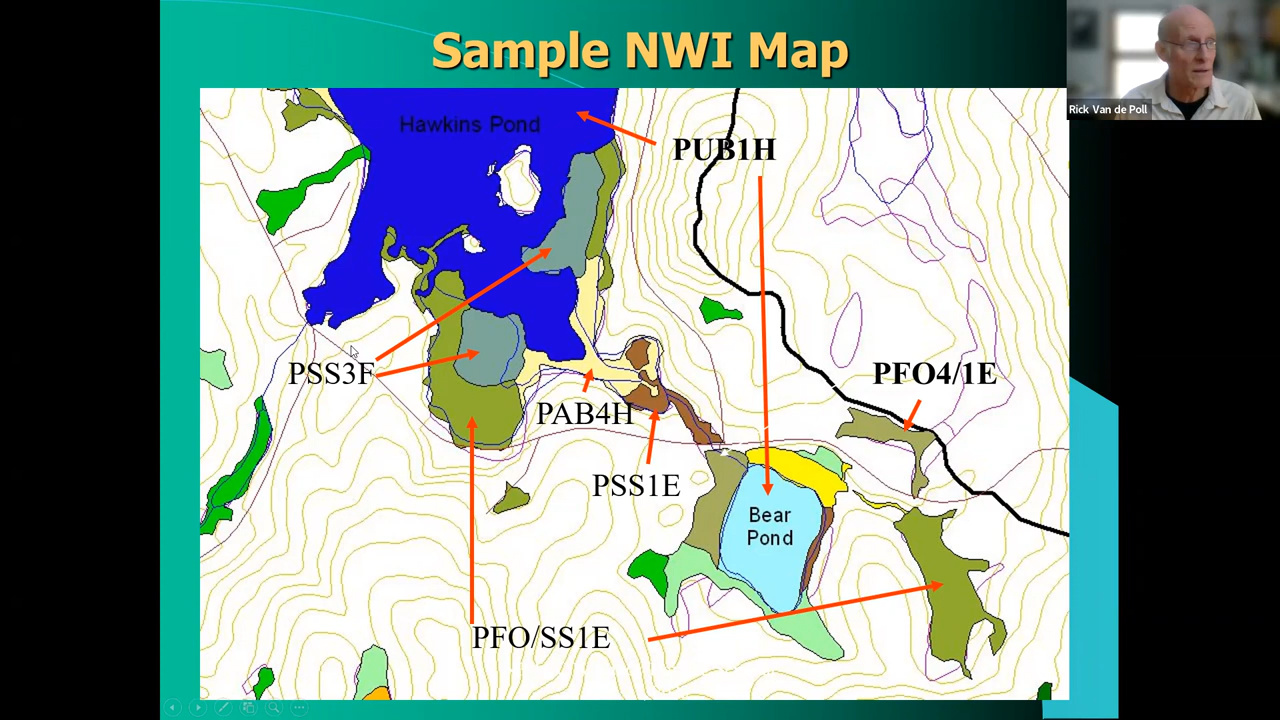 Sample NWI Map
Rick Van de Poll
Hawkins Pond
PUB1H
PSS3F
PFO4/1E
PAB4H
PSS1E
Bear
Pond
PFO/SS1E